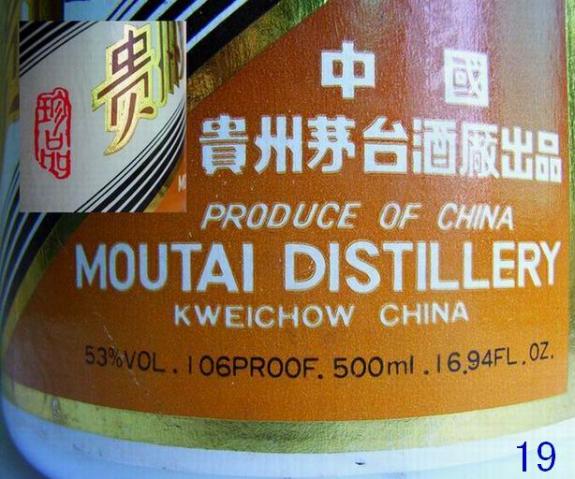 贵
珍品
中國
貴州茅台酒廠出品
PRODUCE OF CHINA
MOUTAI DISTILLERY
KWEICHOW CHINA
53%VOL. 106PROOF. 500ml .16.94FL.OZ.
19